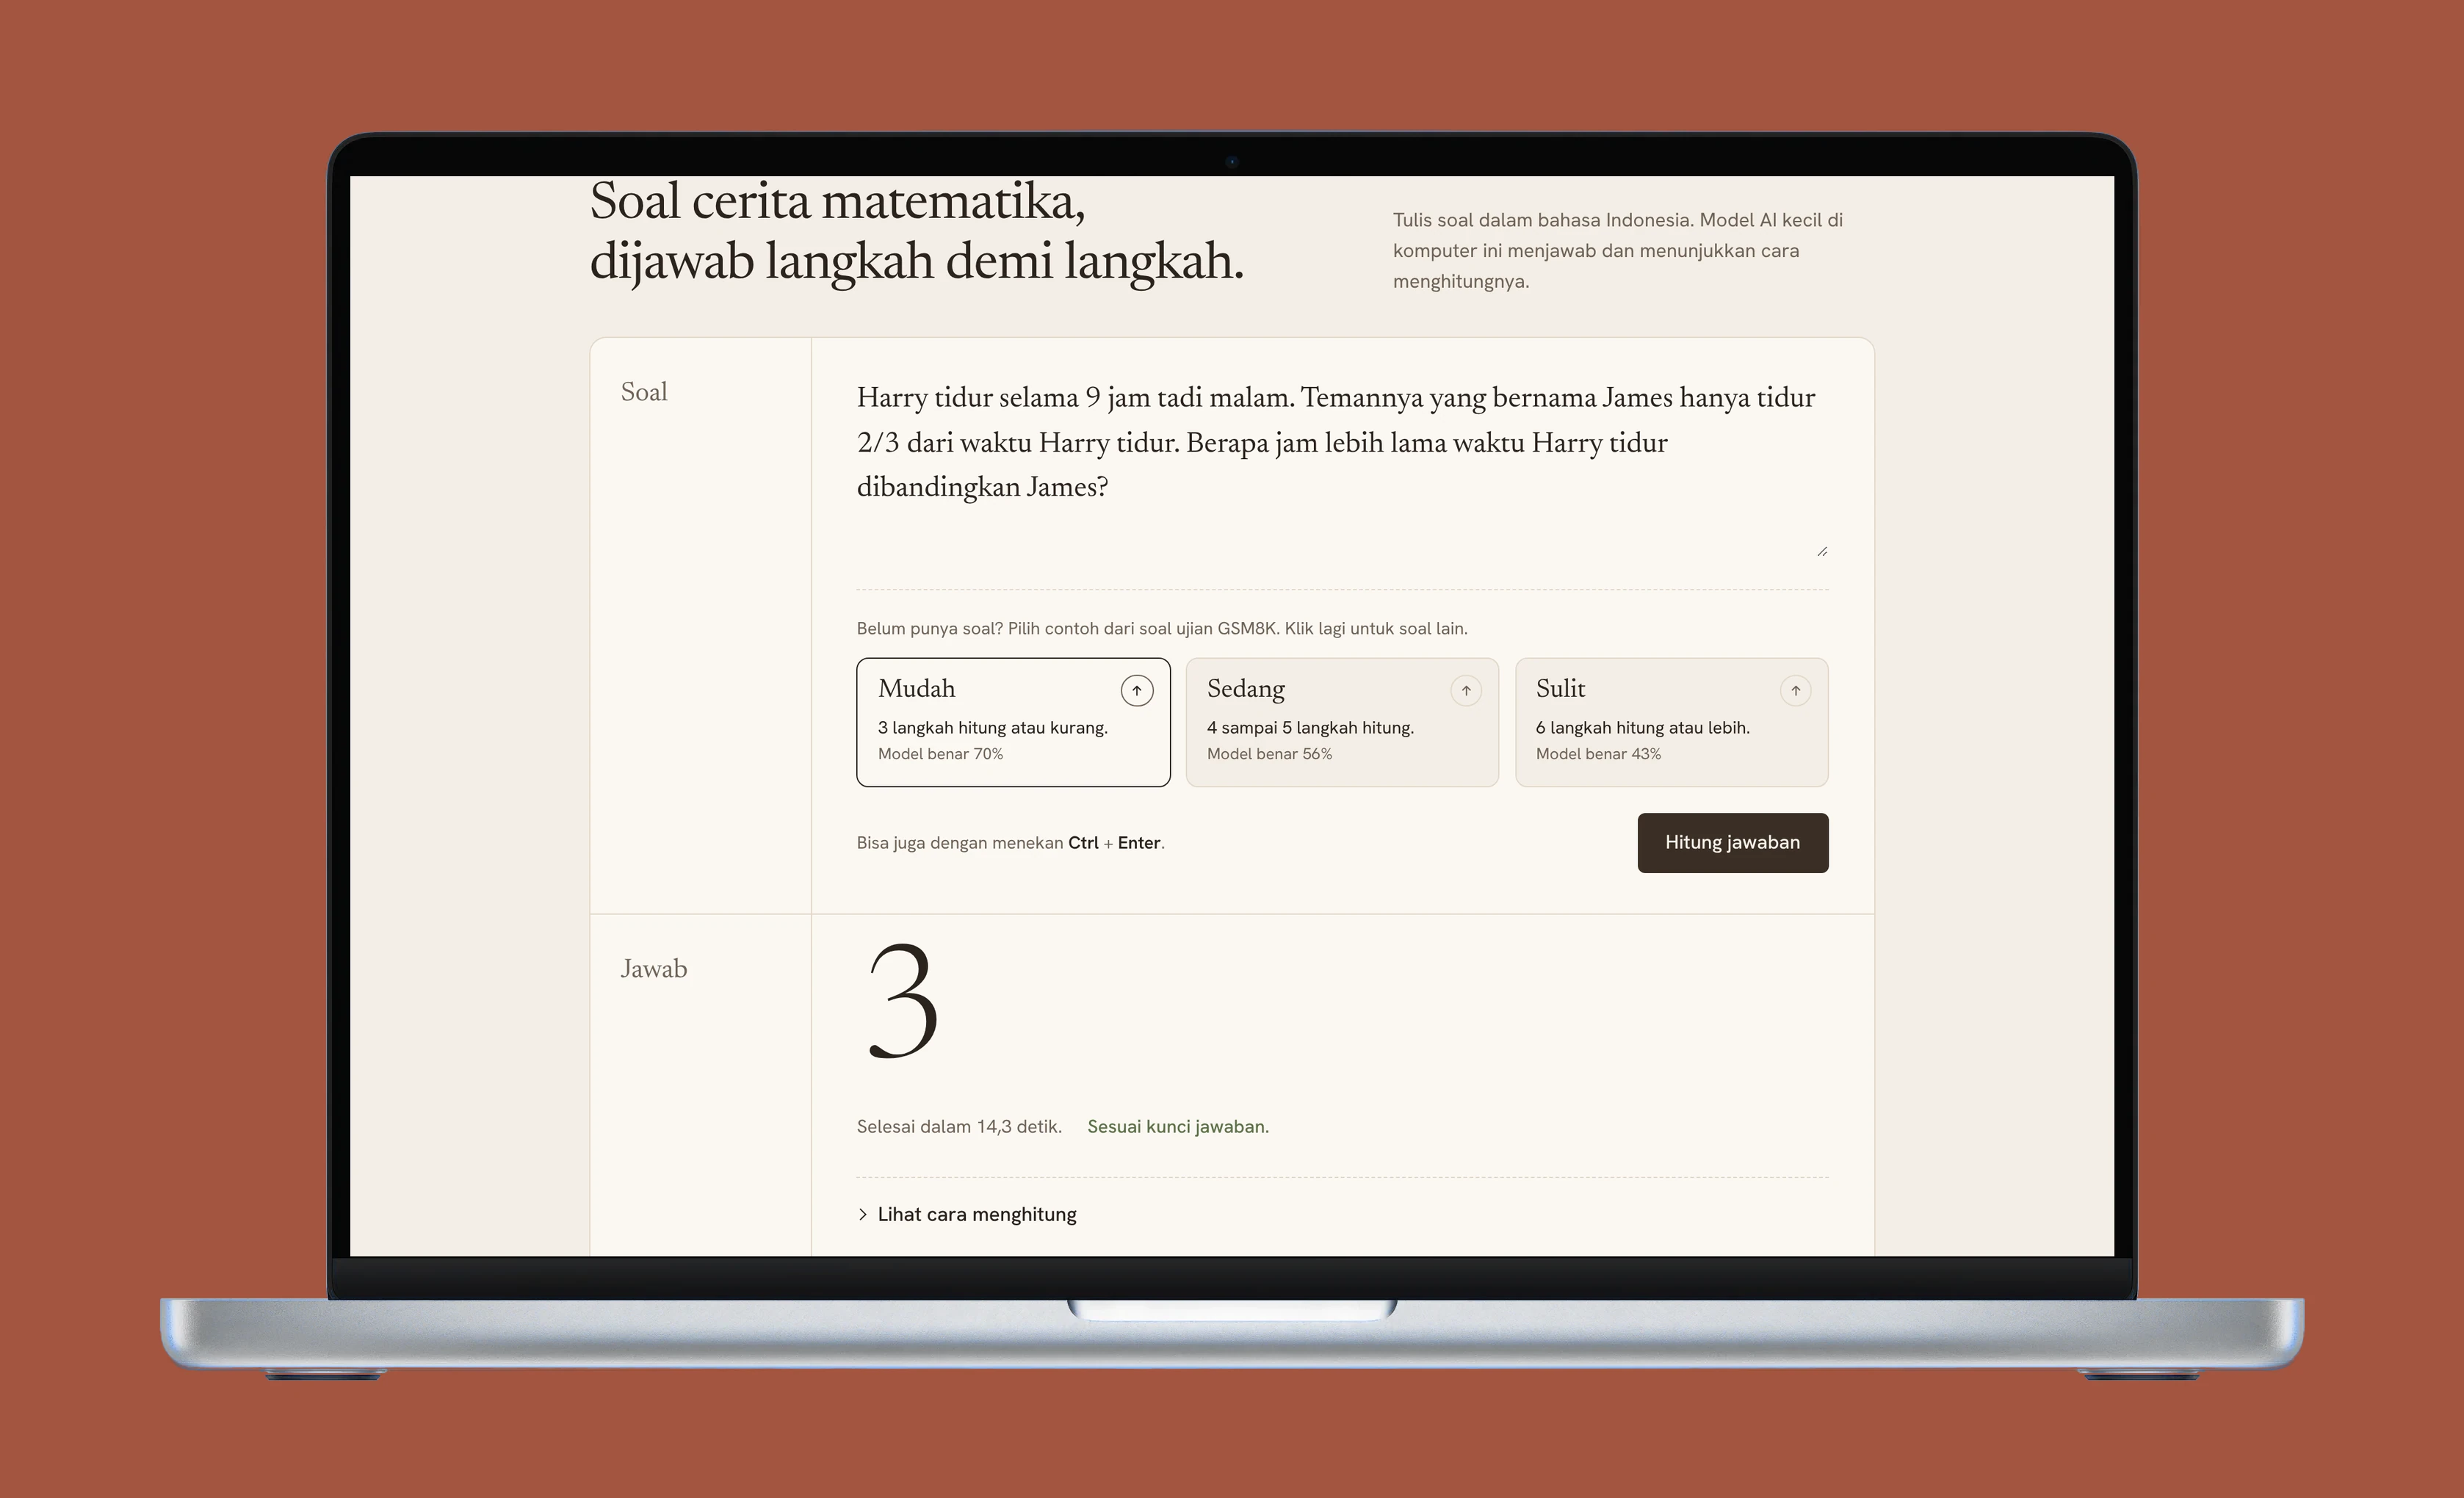 Soal cerita matematika,
dijawab langkah demi langkah.
Tulis soal dalam bahasa Indonesia. Model AI kecil di
komputer ini menjawab dan menunjukkan cara
menghitungnya.
Soal
Harry tidur selama 9 jam tadi malam. Temannya yang bernama James hanya tidur
2/3 dari waktu Harry tidur. Berapa jam lebih lama waktu Harry tidur
dibandingkan James?
Belum punya soal? Pilih contoh dari soal ujian GSM8K. Klik lagi untuk soal lain.
Mudah
3 langkah hitung atau kurang.
Model benar 70%
Sedang
4 sampai 5 langkah hitung.
Model benar 56%
Sulit
6 langkah hitung atau lebih.
Model benar 43%
Bisa juga dengan menekan Ctrl + Enter.
Hitung jawaban
Jawab
3
Selesai dalam 14,3 detik. Sesuai kunci jawaban.
Lihat cara menghitung